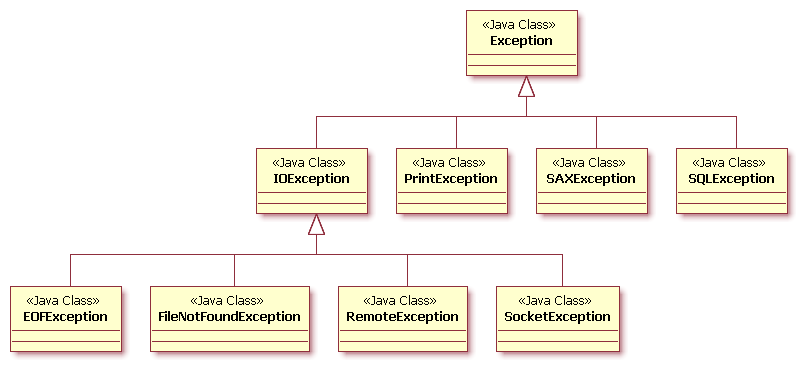 «Java Class»
Exception
«Java Class»
IOException
«Java Class»
PrintException
«Java Class»
SAXException
«Java Class»
SQLException
«Java Class»
EOFException
«Java Class»
FileNotFoundException
«Java Class»
RemoteException
«Java Class»
SocketException